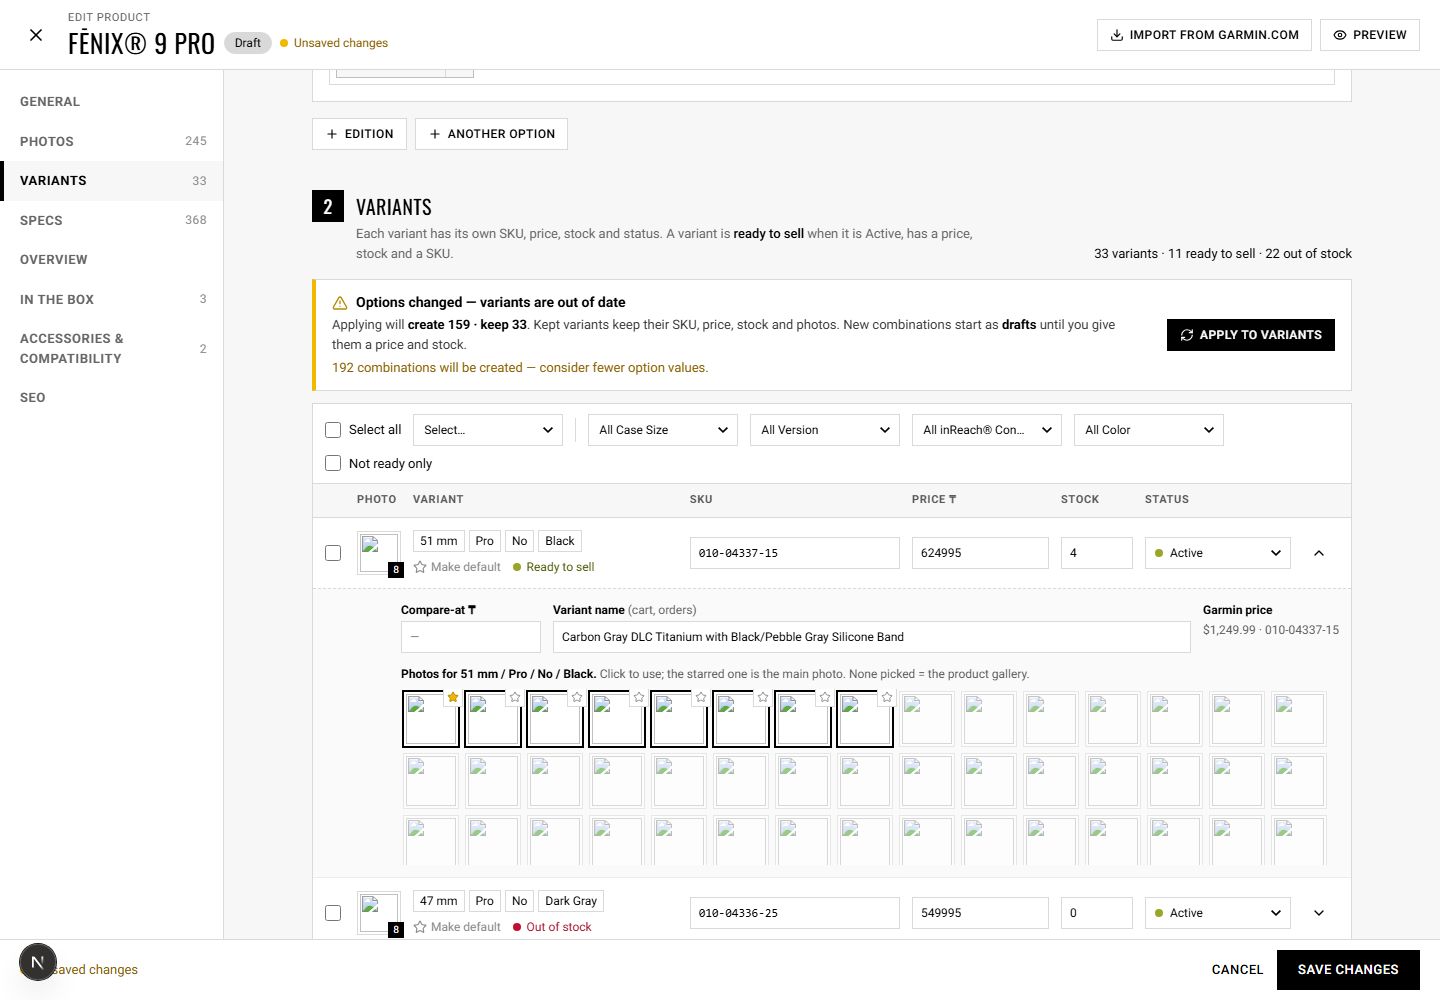 EDIT PRODUCT
FĒNIX® 9 PRO
Draft
Unsaved changes
IMPORT FROM GARMIN.COM
PREVIEW
GENERAL
PHOTOS 245
VARIANTS 33
SPECS 368
OVERVIEW
IN THE BOX 3
ACCESSORIES &
COMPATIBILITY 2
SEO
EDITION
ANOTHER OPTION
2 VARIANTS
Each variant has its own SKU, price, stock and status. A variant is ready to sell when it is Active, has a price,
stock and a SKU.
33 variants · 11 ready to sell · 22 out of stock
Options changed — variants are out of date
Applying will create 159 · keep 33. Kept variants keep their SKU, price, stock and photos. New combinations start as drafts until you give
them a price and stock.
192 combinations will be created — consider fewer option values.
APPLY TO VARIANTS
Select all
Select...
All Case Size
All Version
All inReach® Con...
All Color
Not ready only
PHOTO VARIANT SKU PRICE ₸ STOCK STATUS
8
51 mm Pro No Black
010-04337-15 624995 4 Active
Make default Ready to sell
Compare-at ₸
—
Variant name (cart, orders)
Carbon Gray DLC Titanium with Black/Pebble Gray Silicone Band
Garmin price
$1,249.99 · 010-04337-15
Photos for 51 mm / Pro / No / Black. Click to use; the starred one is the main photo. None picked = the product gallery.
8
47 mm Pro No Dark Gray
010-04336-25 549995 0 Active
Make default Out of stock
N
saved changes
CANCEL
SAVE CHANGES